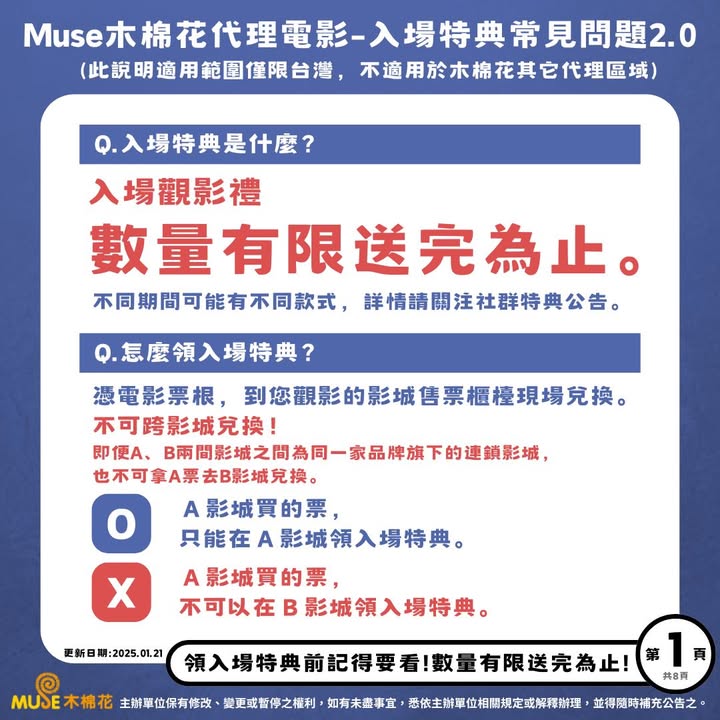 Muse木棉花代理電影-入場特典常見問題2.0
(此說明適用範圍僅限台灣，不適用於木棉花其它代理區域)
Q.入場特典是什麼？
入場觀影禮
數量有限送完為止。
不同期間可能有不同款式，詳情請關注社群特典公告。
Q.怎麼領入場特典？
憑電影票根，到您觀影的影城售票櫃檯現場兌換。
不可跨影城兌換！
即便A、B兩間影城之間為同一家品牌旗下的連鎖影城，
也不可拿A票去B影城兌換。
O
A 影城買的票，
只能在 A 影城領入場特典。
X
A 影城買的票，
不可以在 B 影城領入場特典。
更新日期:2025.01.21
領入場特典前記得要看!數量有限送完為止!
第1頁
共8頁
MUSE木棉花
主辦單位保有修改、變更或暫停之權利，如有未盡事宜，悉依主辦單位相關規定或解釋辦理，並得隨時補充公告之。